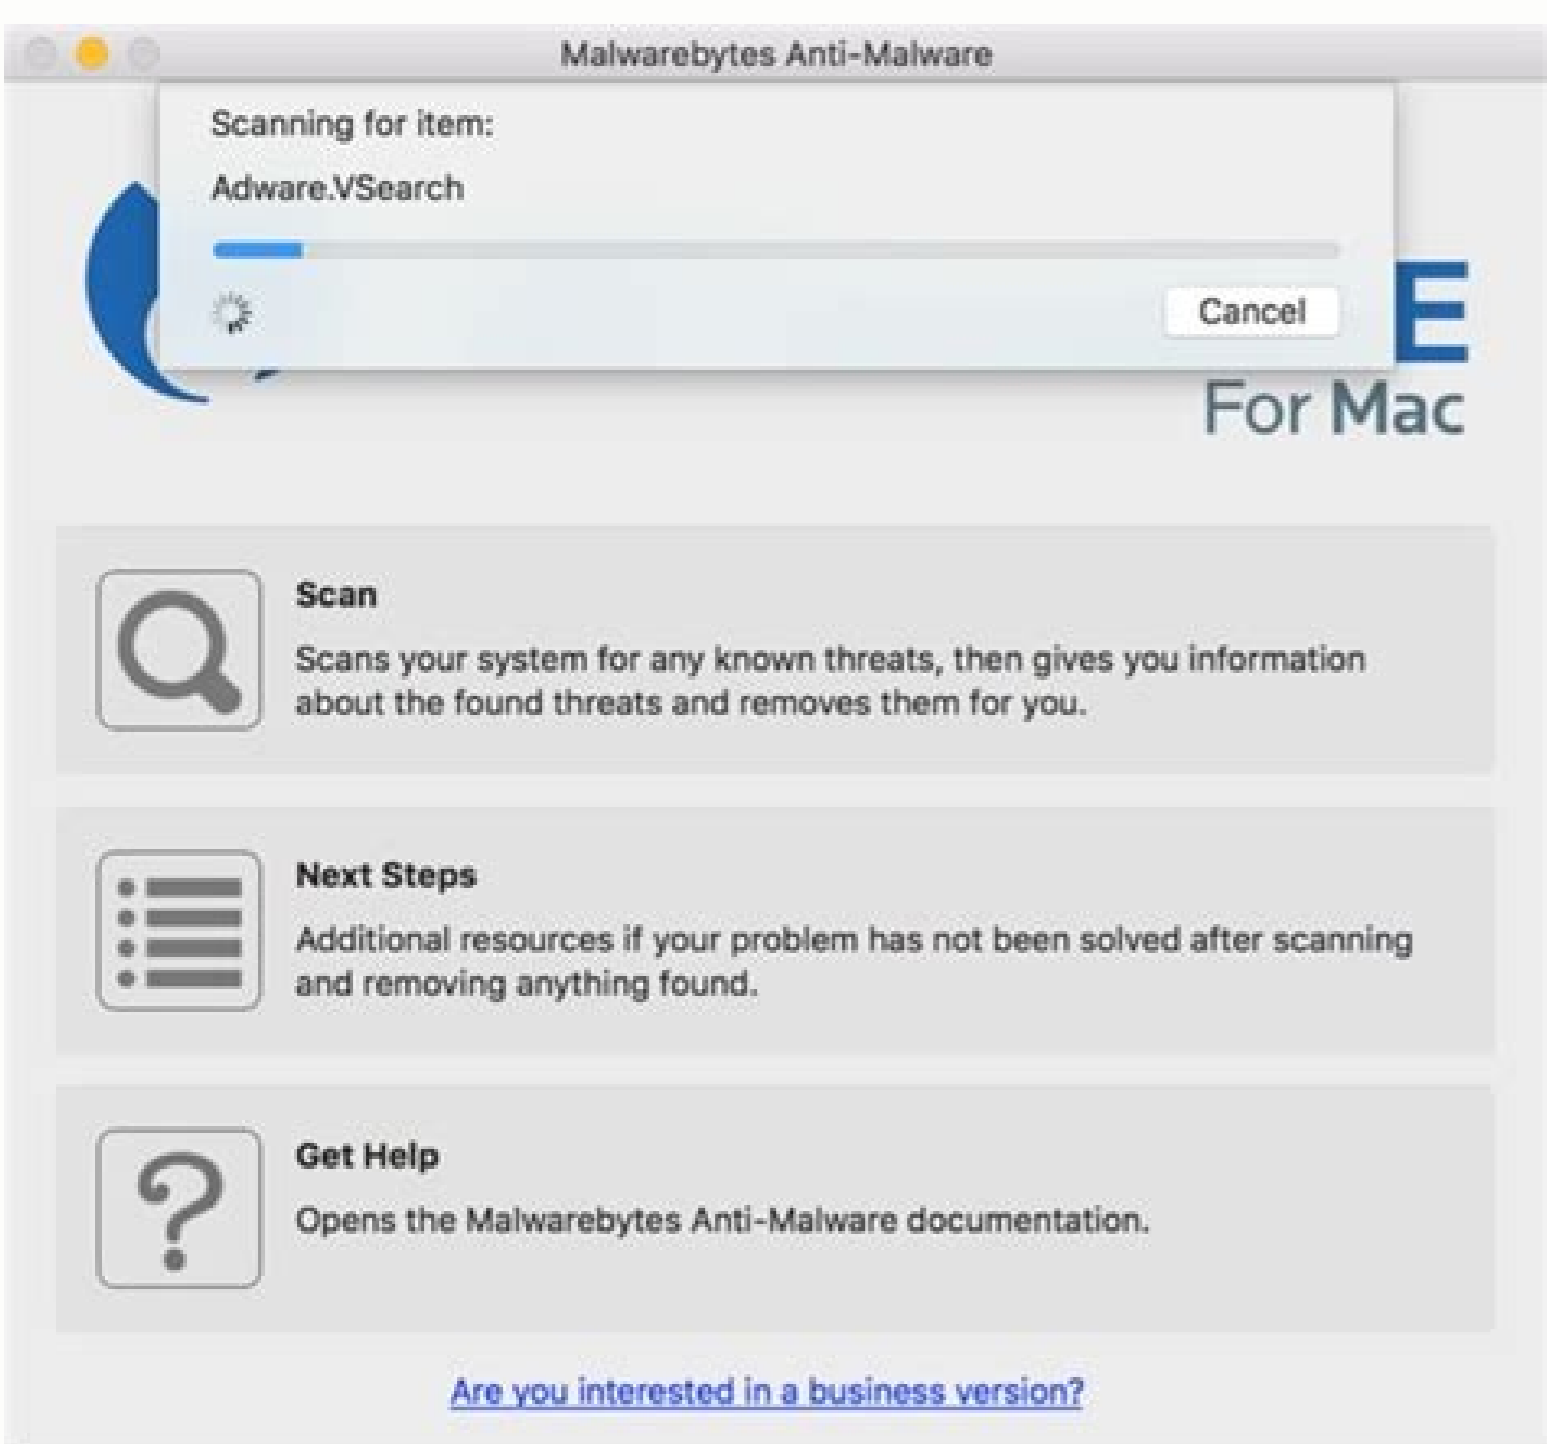 Malwarebytes Anti-Malware
Scanning for item:
Adware.VSearch
Cancel
E
For Mac
Scan
Scans your system for any known threats, then gives you information
about the found threats and removes them for you.
Next Steps
Additional resources if your problem has not been solved after scanning
and removing anything found.
Get Help
Opens the Malwarebytes Anti-Malware documentation.
Are you interested in a business version?